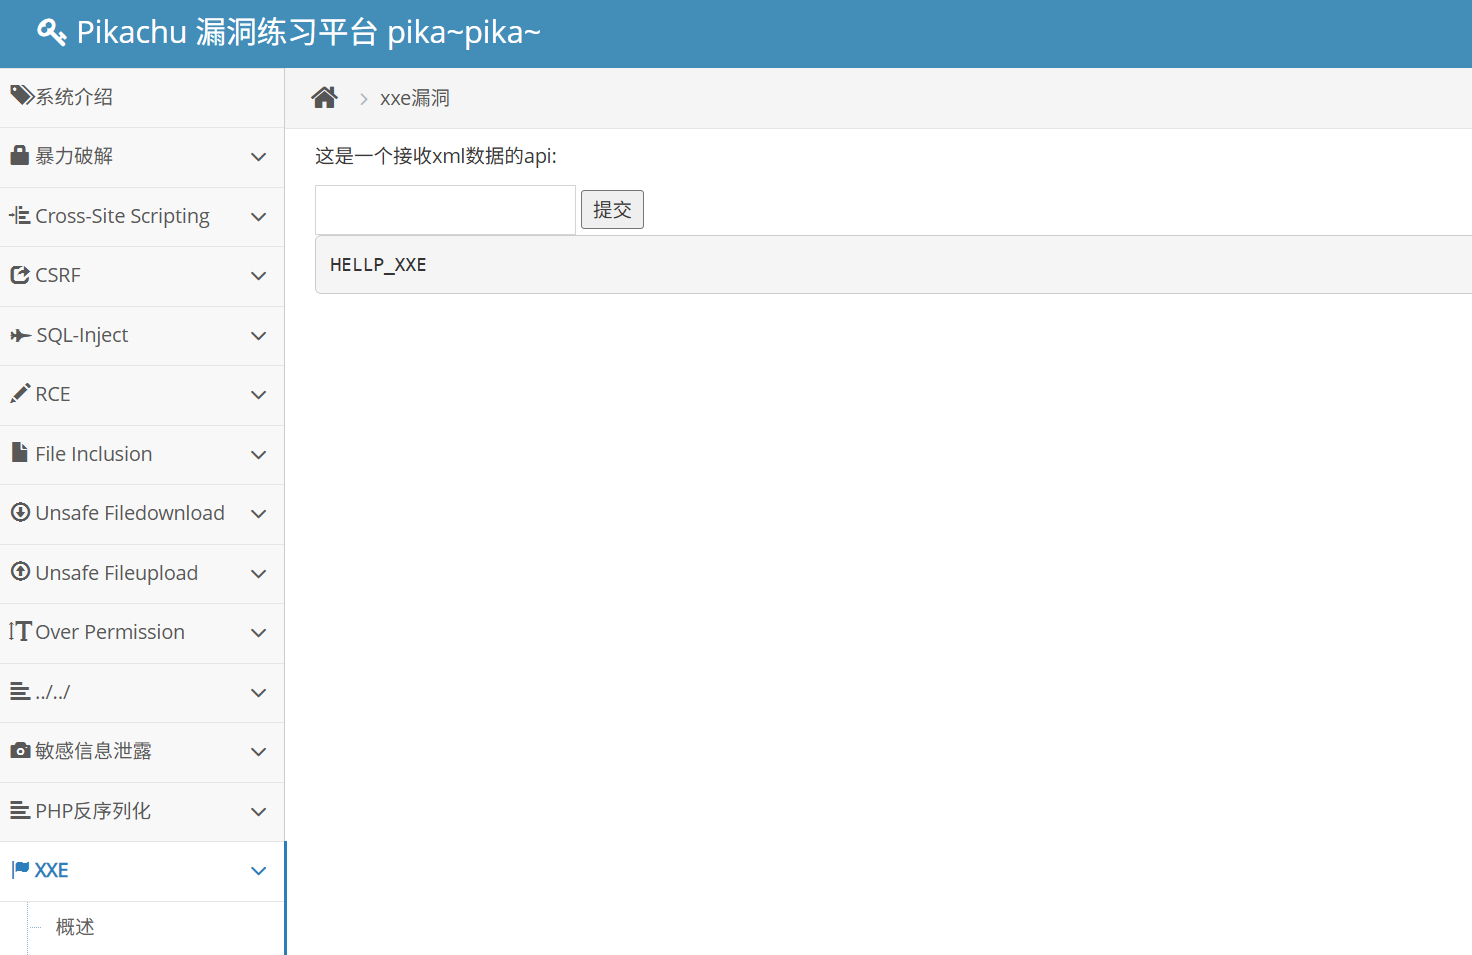 Pikachu 漏洞练习平台 pika~pika~
系统介绍
暴力破解
Cross-Site Scripting
CSRF
SQL-Inject
RCE
File Inclusion
Unsafe Filedownload
Unsafe Fileupload
Over Permission
../../
敏感信息泄露
PHP反序列化
XXE
概述
xxe漏洞
这是一个接收xml数据的api:
提交
HELLP_XXE